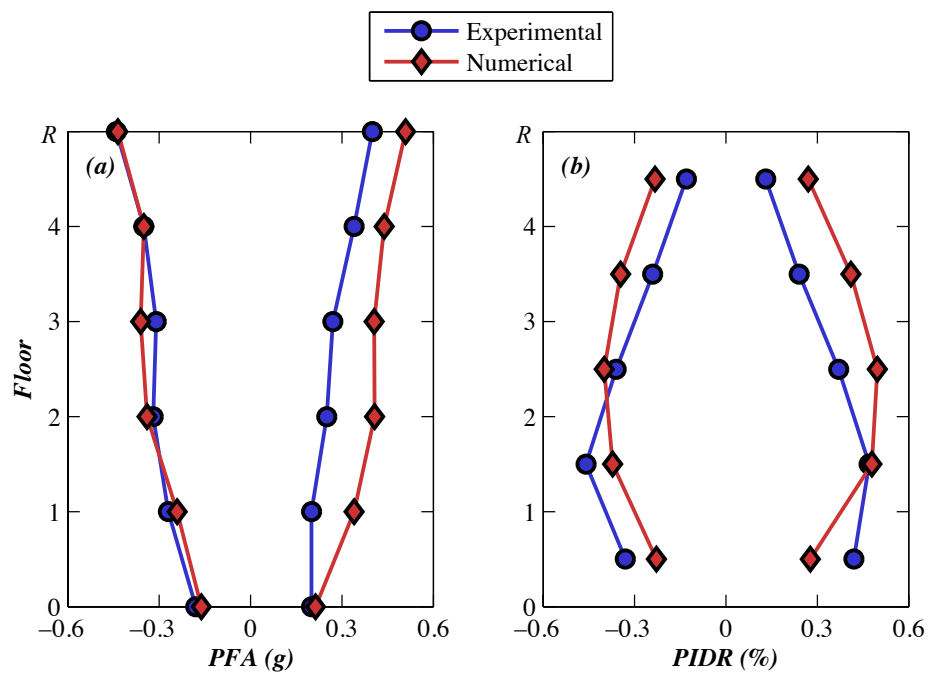 Experimental
Numerical
R
4
3
2
1
0
Floor
(a)
–0.6 –0.3 0 0.3 0.6
PFA (g)
R
4
3
2
1
0
(b)
–0.6 –0.3 0 0.3 0.6
PIDR (%)